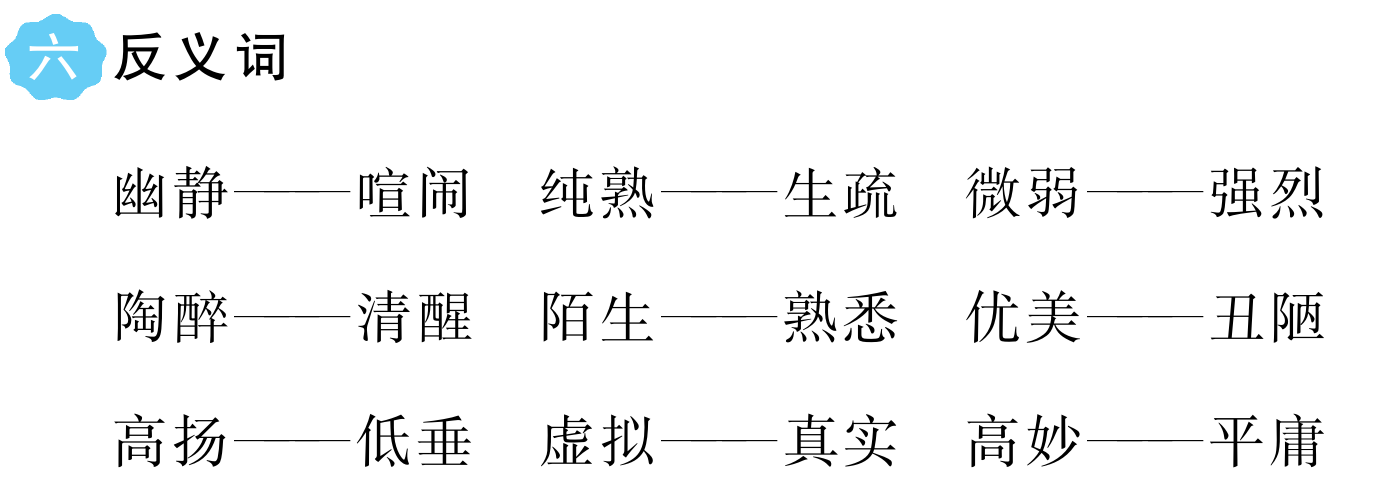 六 反义词
幽静——喧闹 纯熟——生疏 微弱——强烈
陶醉——清醒 陌生——熟悉 优美——丑陋
高扬——低垂 虚拟——真实 高妙——平庸